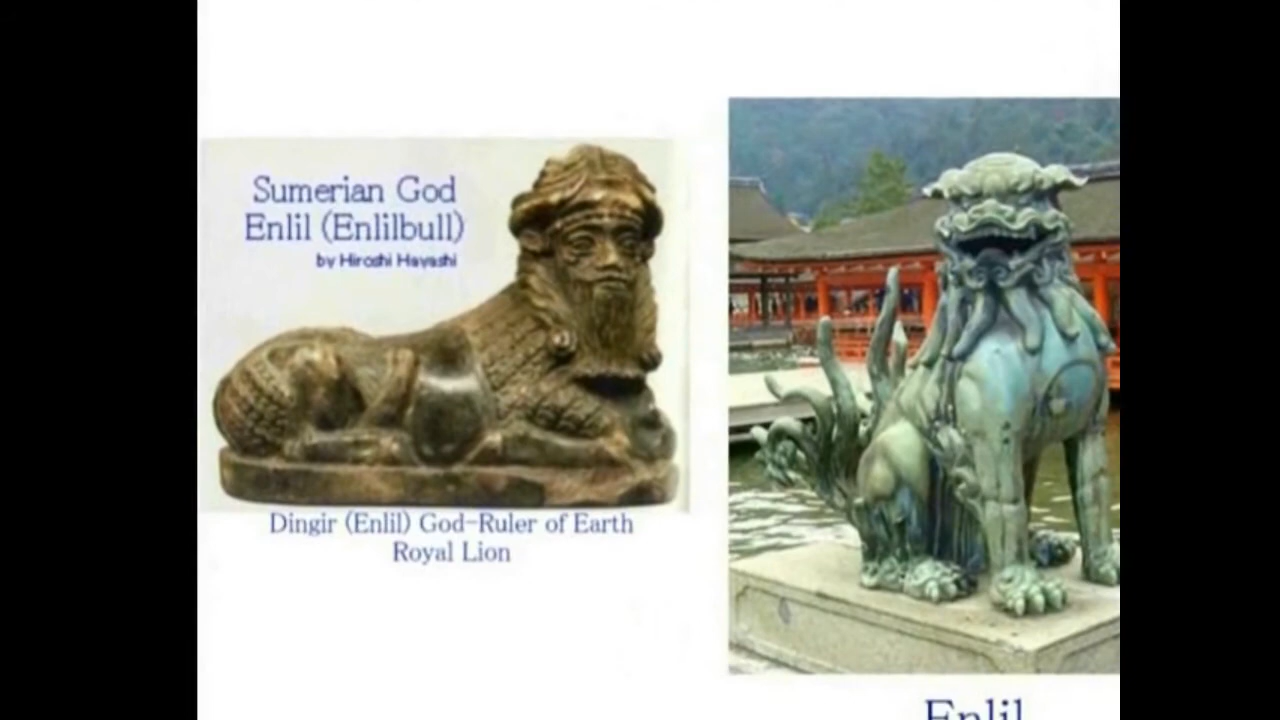 Sumerian God
Enlil (Enlilbull)
by Hiroshi Hayashi
Dingir (Enlil) God-Ruler of Earth
Royal Lion
Enlil